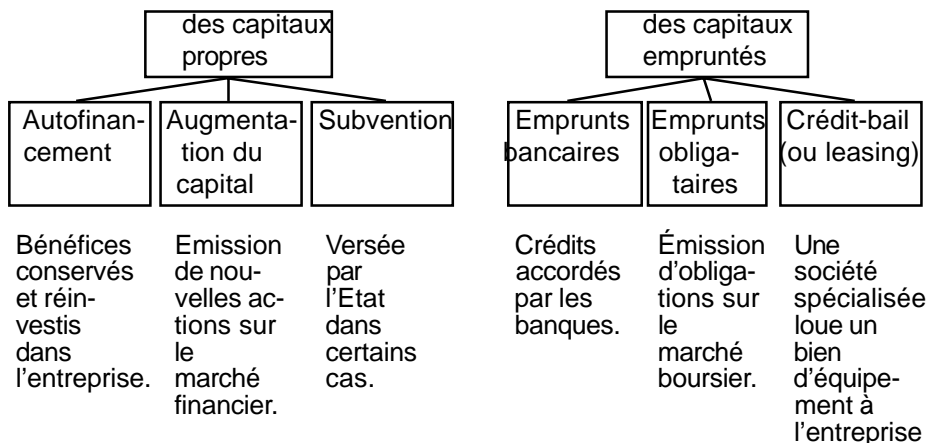 des capitaux
propres
des capitaux
empruntés
Autofinan-
cement
Augmenta-
tion du
capital
Subvention
Emprunts
bancaires
Emprunts
obliga-
taires
Crédit-bail
(ou leasing)
Bénéfices
conservés
et réin-
vestis
dans
l'entreprise.
Emission
de nou-
velles ac-
tions sur
le
marché
financier.
Versée
par
l'Etat
dans
certains
cas.
Crédits
accordés
par les
banques.
Émission
d'obliga-
tions sur
le
marché
boursier.
Une
société
spécialisée
loue un
bien
d'équipe-
ment à
l'entreprise